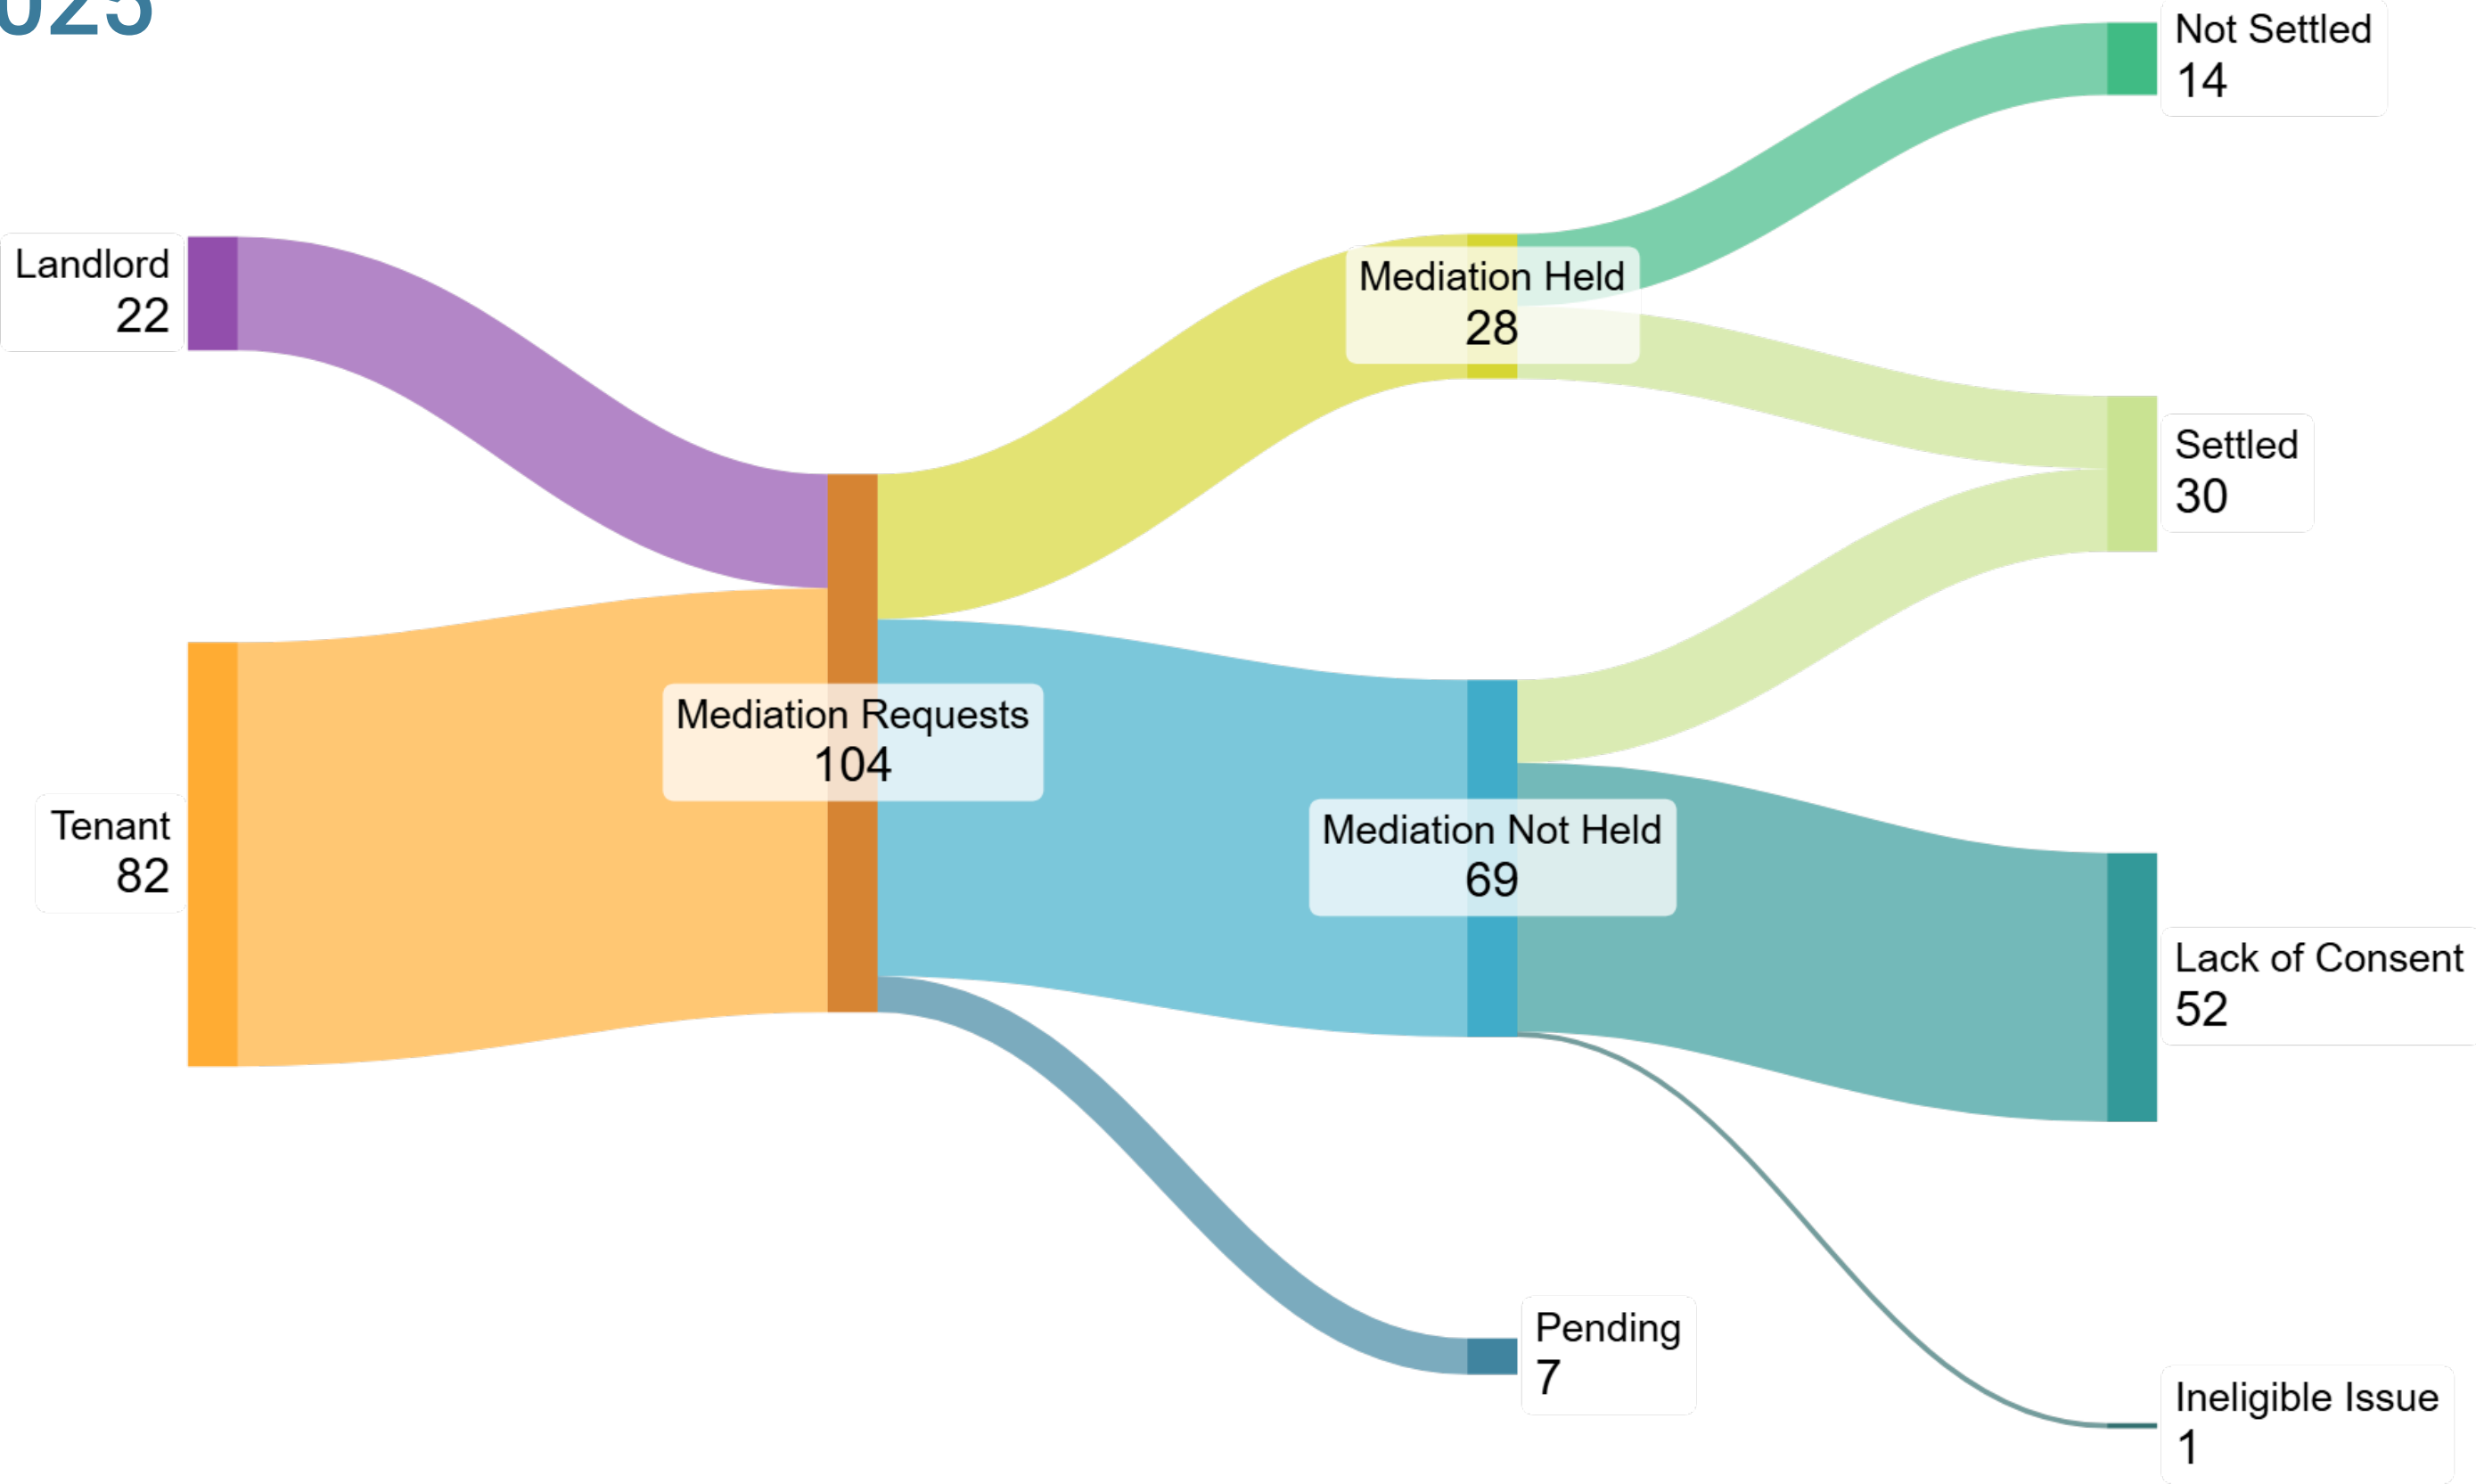 025
Not Settled
14
Landlord
22
Mediation Held
28
Settled
30
Mediation Requests
104
Tenant
82
Mediation Not Held
69
Lack of Consent
52
Pending
7
Ineligible Issue
1